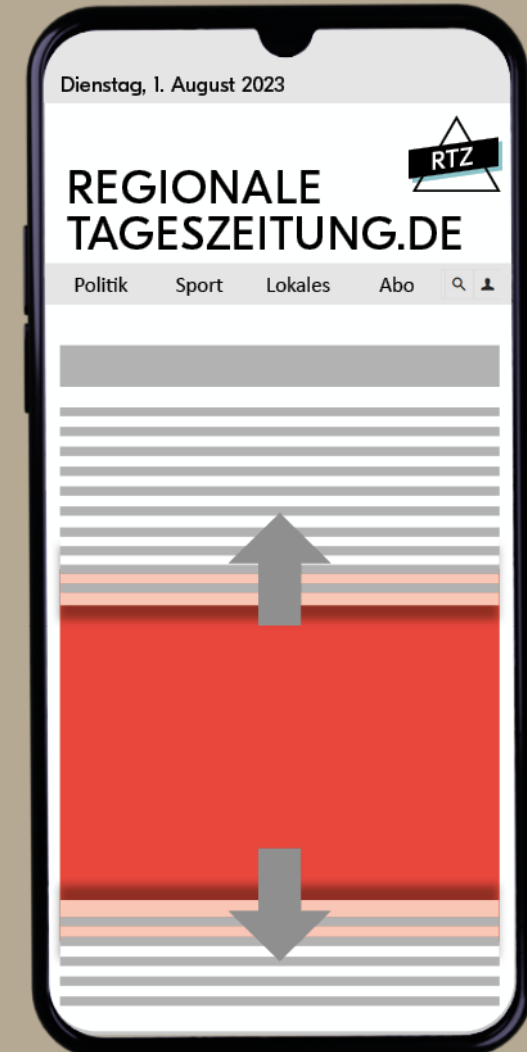 Dienstag, 1. August 2023
RTZ
REGIONALE
TAGESZEITUNG.DE
Politik Sport Lokales Abo